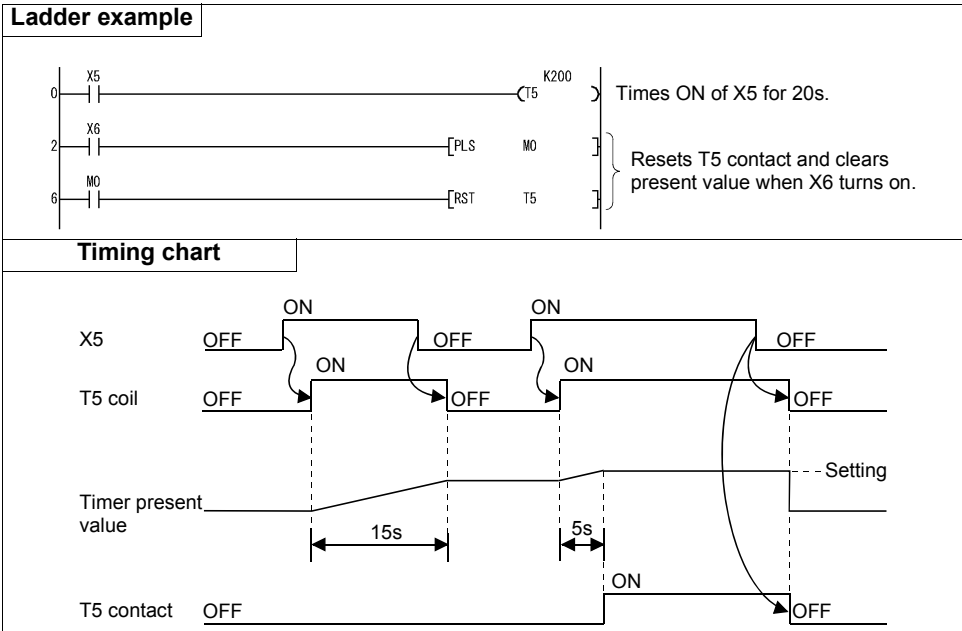 Ladder example
X5 K200
0 (T5 ) Times ON of X5 for 20s.
X6
2 [PLS M0 ] Resets T5 contact and clears
present value when X6 turns on.
M0
6 [RST T5 ]
Timing chart
ON ON
X5 OFF OFF OFF
ON ON
T5 coil OFF OFF OFF
Setting
Timer present
value
15s 5s
ON
T5 contact OFF OFF